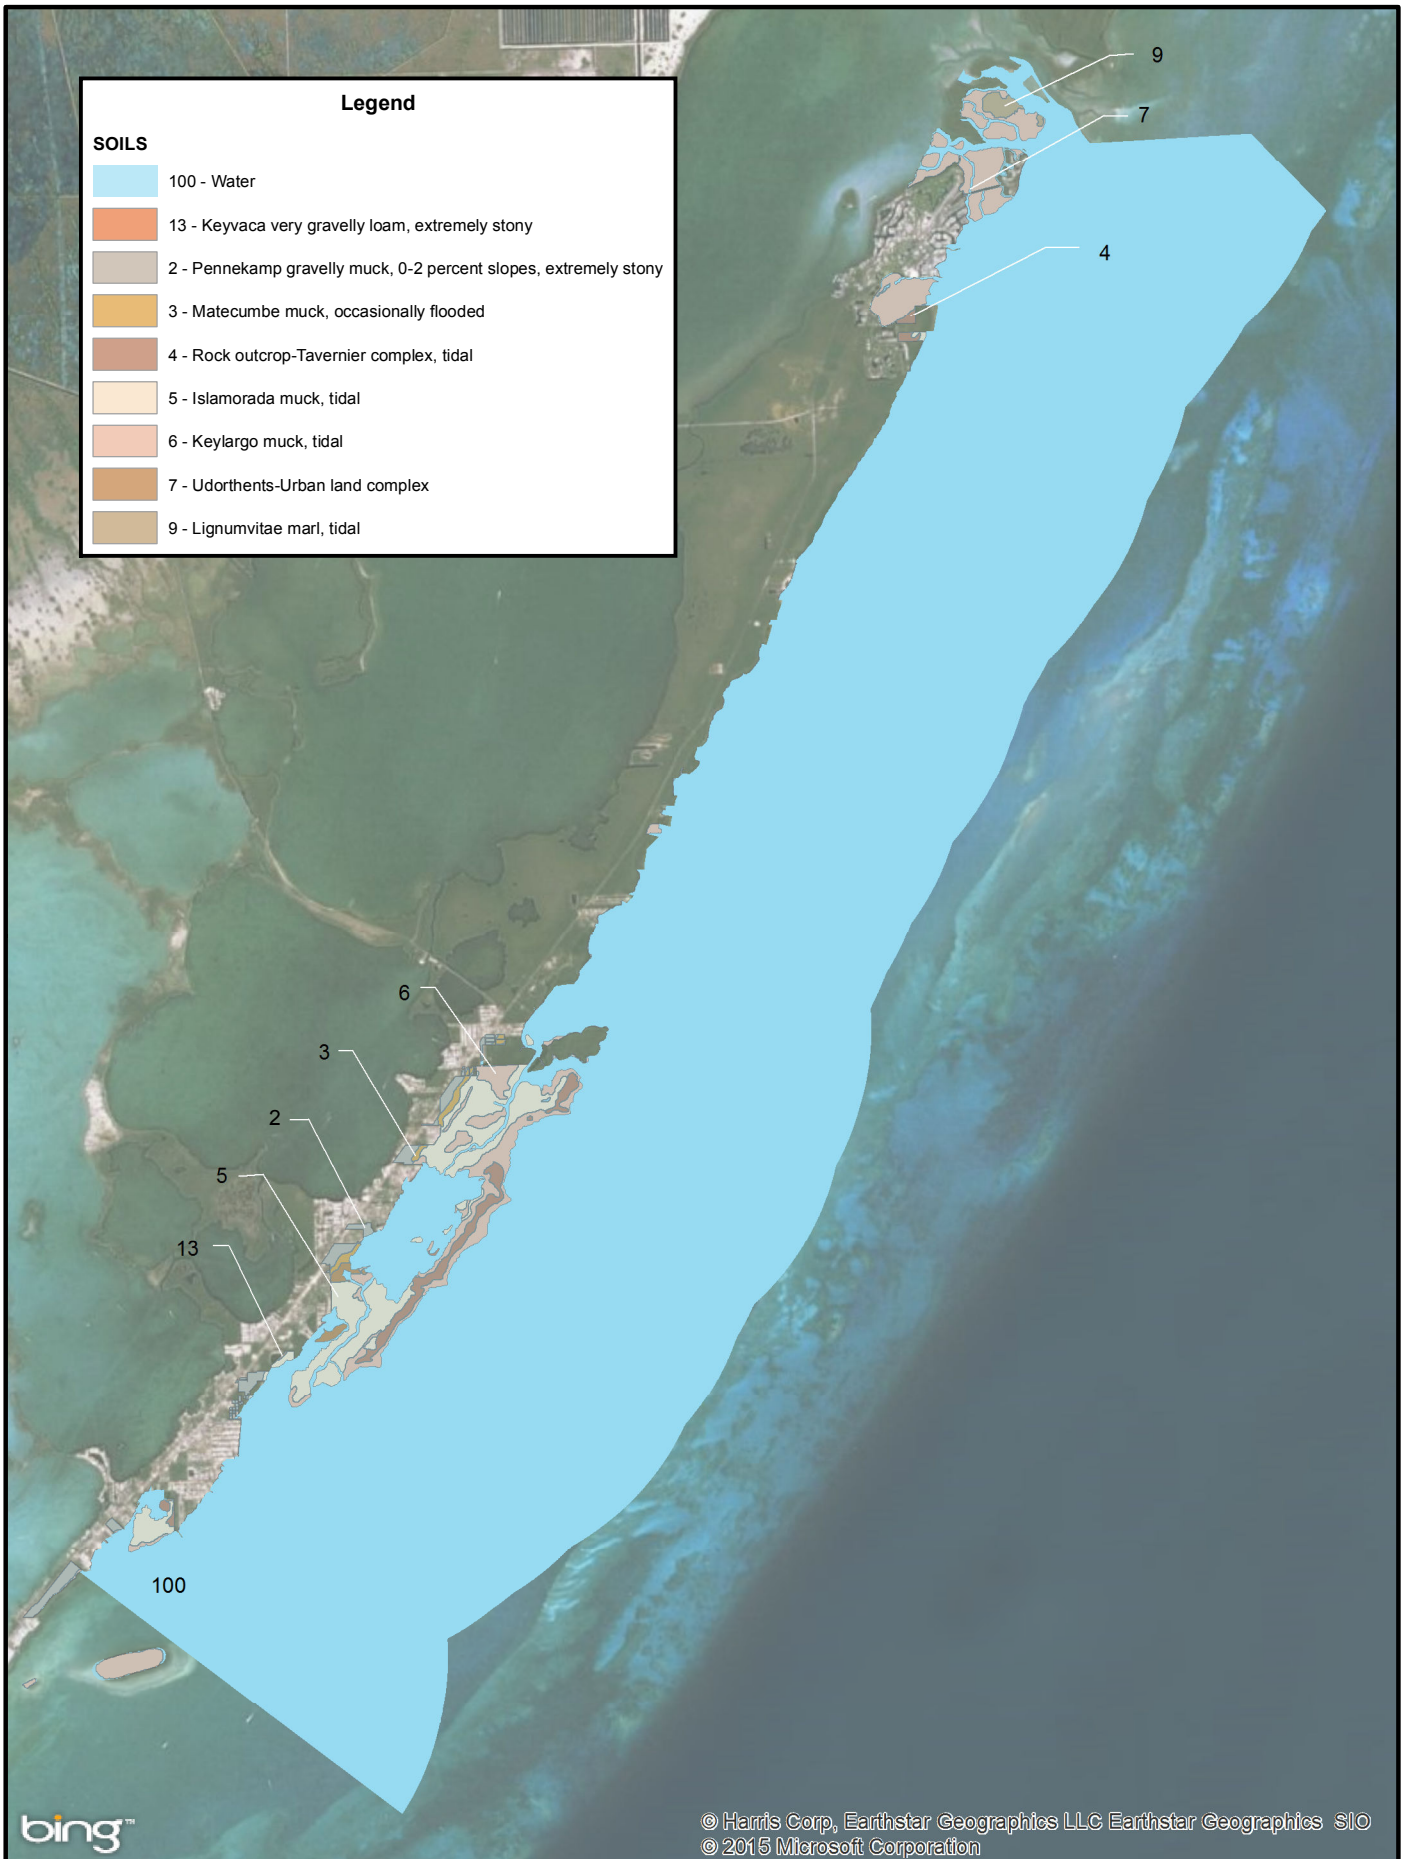 Legend
SOILS
100 - Water
13 - Keyvaca very gravelly loam, extremely stony
2 - Pennekamp gravelly muck, 0-2 percent slopes, extremely stony
3 - Matecumbe muck, occasionally flooded
4 - Rock outcrop-Tavernier complex, tidal
5 - Islamorada muck, tidal
6 - Keylargo muck, tidal
7 - Udorthents-Urban land complex
9 - Lignumvitae marl, tidal
9
7
4
6
3
2
5
13
100
bing™
© Harris Corp, Earthstar Geographics LLC Earthstar Geographics SIO
© 2015 Microsoft Corporation